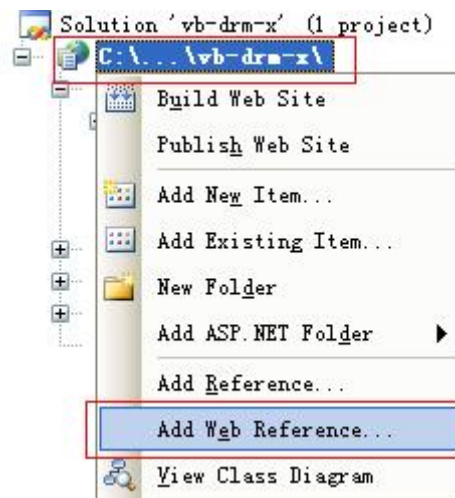 Solution 'vb-drm-x' (1 project)
C:\...\vb-drm-x\
Build Web Site
Publish Web Site
Add New Item...
Add Existing Item...
New Folder
Add ASP.NET Folder
Add Reference...
Add Web Reference...
View Class Diagram